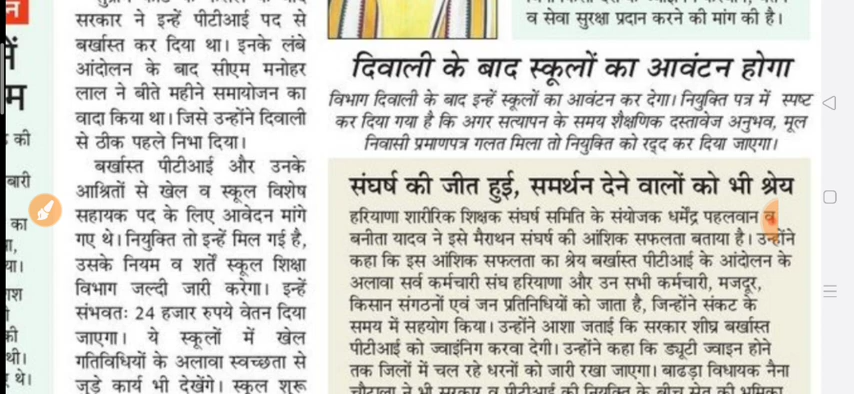 न
में
म
की
बारी
का
ता,
या।
नाश
की
थी।
थे।
सरकार ने इन्हें पीटीआई पद से
बर्खास्त कर दिया था। इनके लंबे
आंदोलन के बाद सीएम मनोहर
लाल ने बीते महीने समायोजन का
वादा किया था। जिसे उन्होंने दिवाली
से ठीक पहले निभा दिया।
बर्खास्त पीटीआई और उनके
आश्रितों से खेल व स्कूल विशेष
सहायक पद के लिए आवेदन मांगे
गए थे। नियुक्ति तो इन्हें मिल गई है,
उसके नियम व शर्ते स्कूल शिक्षा
विभाग जल्दी जारी करेगा। इन्हें
संभवतः 24 हजार रुपये वेतन दिया
जाएगा। ये स्कूलों में खेल
गतिविधियों के अलावा स्वच्छता से
जुड़े कार्य भी देखेंगे। स्कूल शुरू
व सेवा सुरक्षा प्रदान करने की मांग की है।
दिवाली के बाद स्कूलों का आवंटन होगा
विभाग दिवाली के बाद इन्हें स्कूलों का आवंटन कर देगा। नियुक्ति पत्र में स्पष्ट
कर दिया गया है कि अगर सत्यापन के समय शैक्षणिक दस्तावेज अनुभव, मूल
निवासी प्रमाणपत्र गलत मिला तो नियुक्ति को रद्द कर दिया जाएगा।
संघर्ष की जीत हुई, समर्थन देने वालों को भी श्रेय
हरियाणा शारीरिक शिक्षक संघर्ष समिति के संयोजक धर्मेंद्र पहलवान व
बनीता यादव ने इसे मैराथन संघर्ष की आंशिक सफलता बताया है। उन्होंने
कहा कि इस आंशिक सफलता का श्रेय बर्खास्त पीटीआई के आंदोलन के
अलावा सर्व कर्मचारी संघ हरियाणा और उन सभी कर्मचारी, मजदूर,
किसान संगठनों एवं जन प्रतिनिधियों को जाता है, जिन्होंने संकट के
समय में सहयोग किया। उन्होंने आशा जताई कि सरकार शीघ्र बर्खास्त
पीटीआई को ज्वाइंनिग करवा देगी। उन्होंने कहा कि ड्यूटी ज्वाइन होने
तक जिलों में चल रहे धरनों को जारी रखा जाएगा। बाढड़ा विधायक नैना
चौटाला ने भी सरकार व पीटीआई की नियुक्ति के बीच सेतु की भूमिका